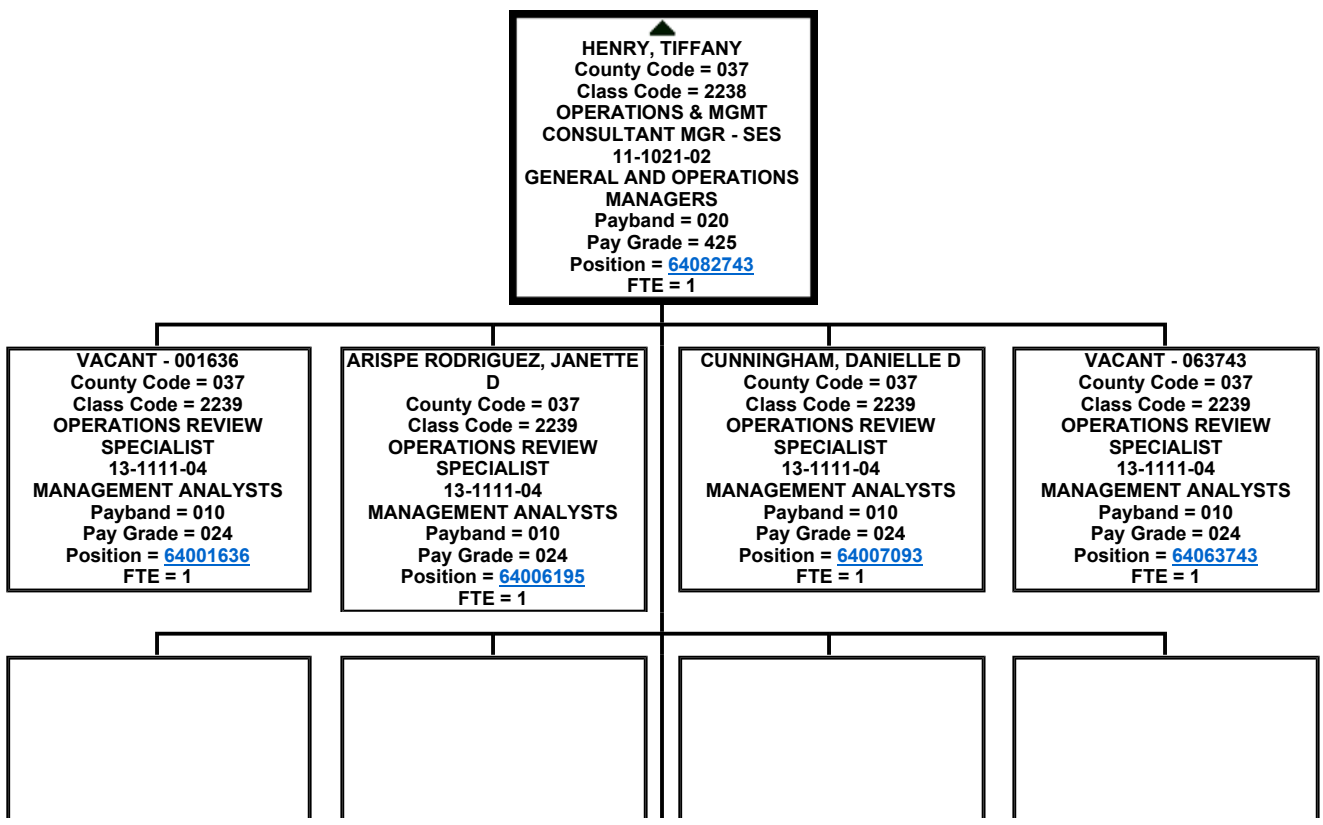 HENRY, TIFFANY
County Code = 037
Class Code = 2238
OPERATIONS & MGMT
CONSULTANT MGR - SES
11-1021-02
GENERAL AND OPERATIONS
MANAGERS
Payband = 020
Pay Grade = 425
Position = 64082743
FTE = 1
VACANT - 001636
County Code = 037
Class Code = 2239
OPERATIONS REVIEW
SPECIALIST
13-1111-04
MANAGEMENT ANALYSTS
Payband = 010
Pay Grade = 024
Position = 64001636
FTE = 1
ARISPE RODRIGUEZ, JANETTE
D
County Code = 037
Class Code = 2239
OPERATIONS REVIEW
SPECIALIST
13-1111-04
MANAGEMENT ANALYSTS
Payband = 010
Pay Grade = 024
Position = 64006195
FTE = 1
CUNNINGHAM, DANIELLE D
County Code = 037
Class Code = 2239
OPERATIONS REVIEW
SPECIALIST
13-1111-04
MANAGEMENT ANALYSTS
Payband = 010
Pay Grade = 024
Position = 64007093
FTE = 1
VACANT - 063743
County Code = 037
Class Code = 2239
OPERATIONS REVIEW
SPECIALIST
13-1111-04
MANAGEMENT ANALYSTS
Payband = 010
Pay Grade = 024
Position = 64063743
FTE = 1